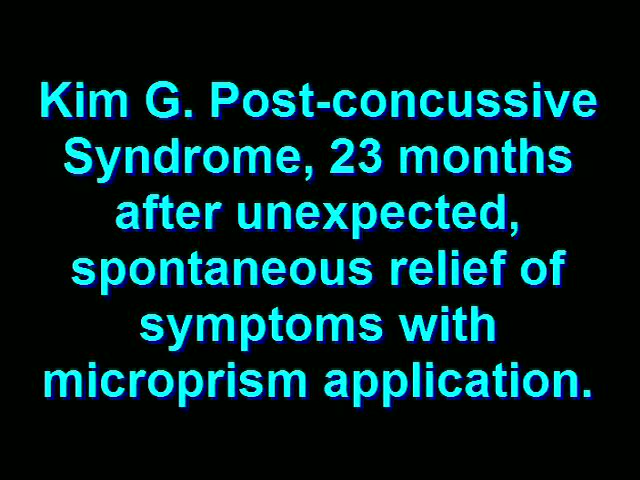 Kim G. Post-concussive
Syndrome, 23 months
after unexpected,
spontaneous relief of
symptoms with
microprism application.